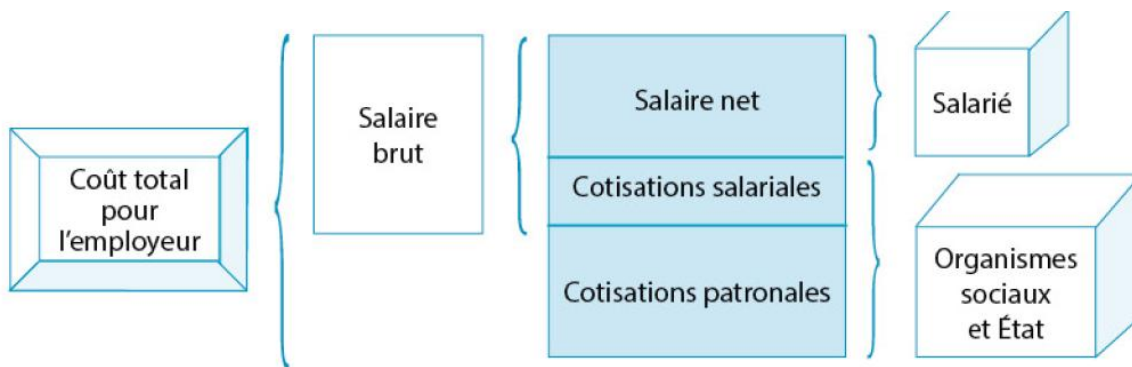 Coût total
pour
l'employeur
Salaire
brut
Salaire net
Cotisations salariales
Cotisations patronales
Salarié
Organismes
sociaux
et État